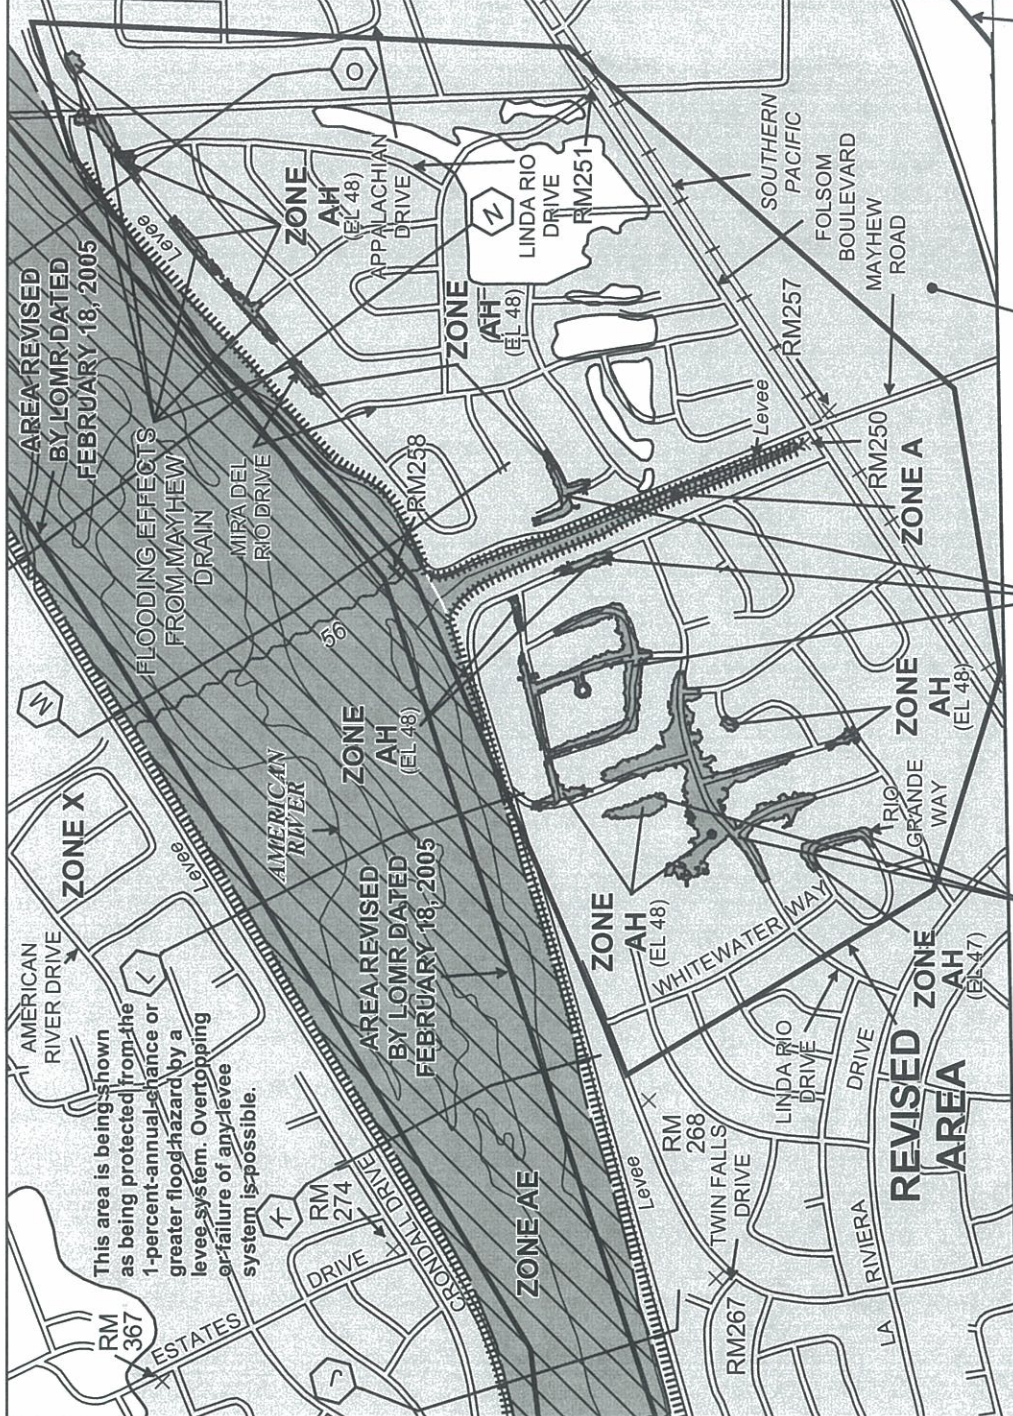 RM
367
ESTATES
DRIVE
This area is being shown
as being protected from the
1-percent-annual-chance or
greater flood hazard by a
levee system. Overtopping
or failure of any levee
system is possible.
AMERICAN
RIVER DRIVE
ZONE X
M
L
K
J
RM
274
CRONDALL DRIVE
Levee
AREA REVISED
BY LOMR DATED
FEBRUARY 18, 2005
FLOODING EFFECTS
FROM MAYHEW
DRAIN
MIRA DEL
RIO DRIVE
Levee
O
AMERICAN
RIVER
56
ZONE
AH
(EL 48)
AREA REVISED
BY LOMR DATED
FEBRUARY 18, 2005
ZONE AE
RM258
ZONE
AH
(EL 48)
APPALACHIAN
DRIVE
N
ZONE
AH
(EL 48)
LINDA RIO
DRIVE
RM251
ZONE
AH
(EL 48)
WHITEWATER WAY
Levee
RM
268
TWIN FALLS
DRIVE
RM267
LINDA RIO
DRIVE
LA
RIVIERA
DRIVE
REVISED
AREA
ZONE
AH
(EL 47)
RIO
GRANDE
WAY
ZONE
AH
(EL 48)
Levee
RM257
RM250
ZONE A
SOUTHERN
PACIFIC
FOLSOM
BOULEVARD
MAYHEW
ROAD